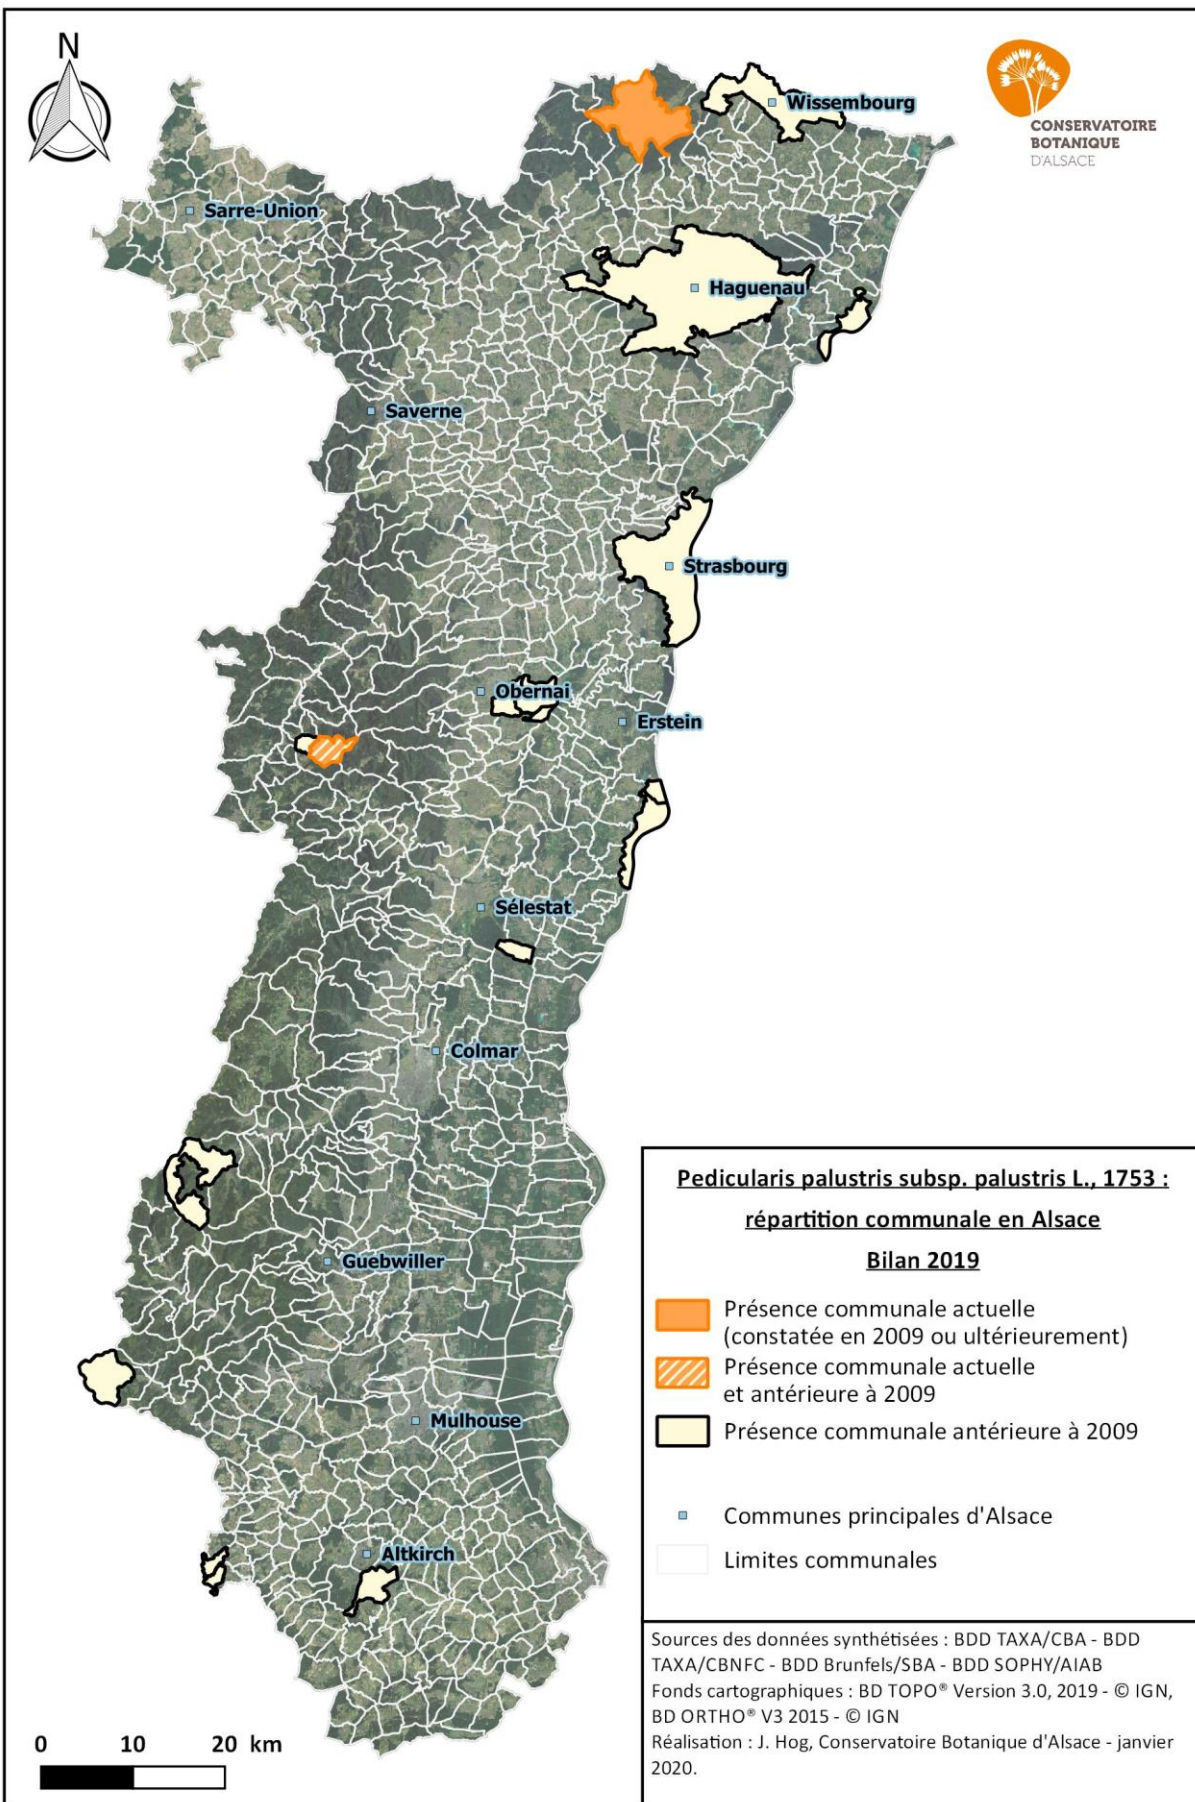 N
CONSERVATOIRE
BOTANIQUE
D'ALSACE
Wissembourg
Sarre-Union
Haguenau
Saverne
Strasbourg
Obernai
Erstein
Sélestat
Colmar
Guebwiller
Mulhouse
Altkirch
Pedicularis palustris subsp. palustris L., 1753 :
répartition communale en Alsace
Bilan 2019
Présence communale actuelle
(constatée en 2009 ou ultérieurement)
Présence communale actuelle
et antérieure à 2009
Présence communale antérieure à 2009
Communes principales d'Alsace
Limites communales
Sources des données synthétisées : BDD TAXA/CBA - BDD
TAXA/CBNFC - BDD Brunfels/SBA - BDD SOPHY/AIAB
Fonds cartographiques : BD TOPO® Version 3.0, 2019 - © IGN,
BD ORTHO® V3 2015 - © IGN
Réalisation : J. Hog, Conservatoire Botanique d'Alsace - janvier
2020.
0 10 20 km